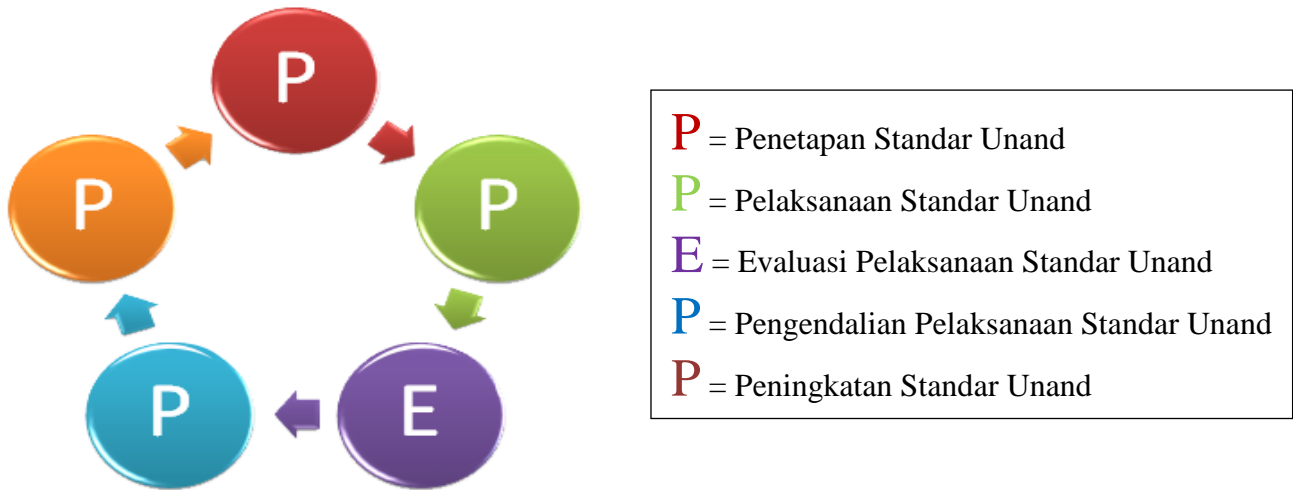 P
P
P
P
E
P = Penetapan Standar Unand
P = Pelaksanaan Standar Unand
E = Evaluasi Pelaksanaan Standar Unand
P = Pengendalian Pelaksanaan Standar Unand
P = Peningkatan Standar Unand